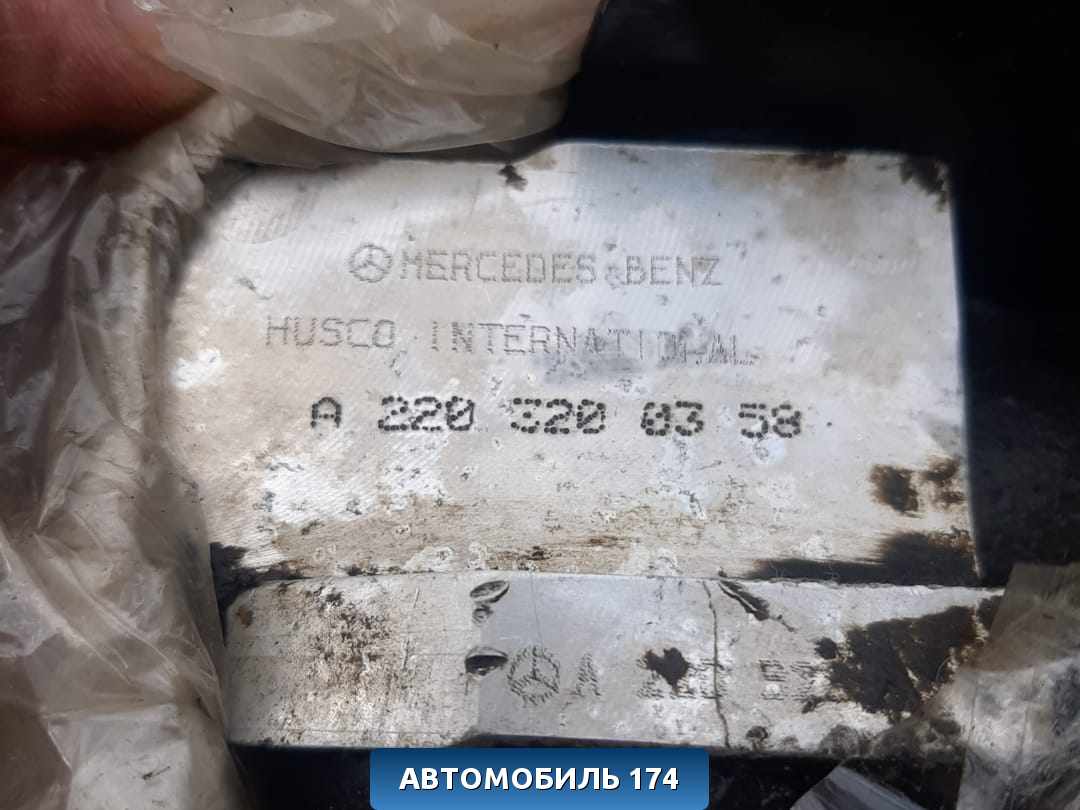 MERCEDES-BENZ
HUSCO INTERNATIONAL
A 220 320 03 58
A
АВТОМОБИЛЬ 174